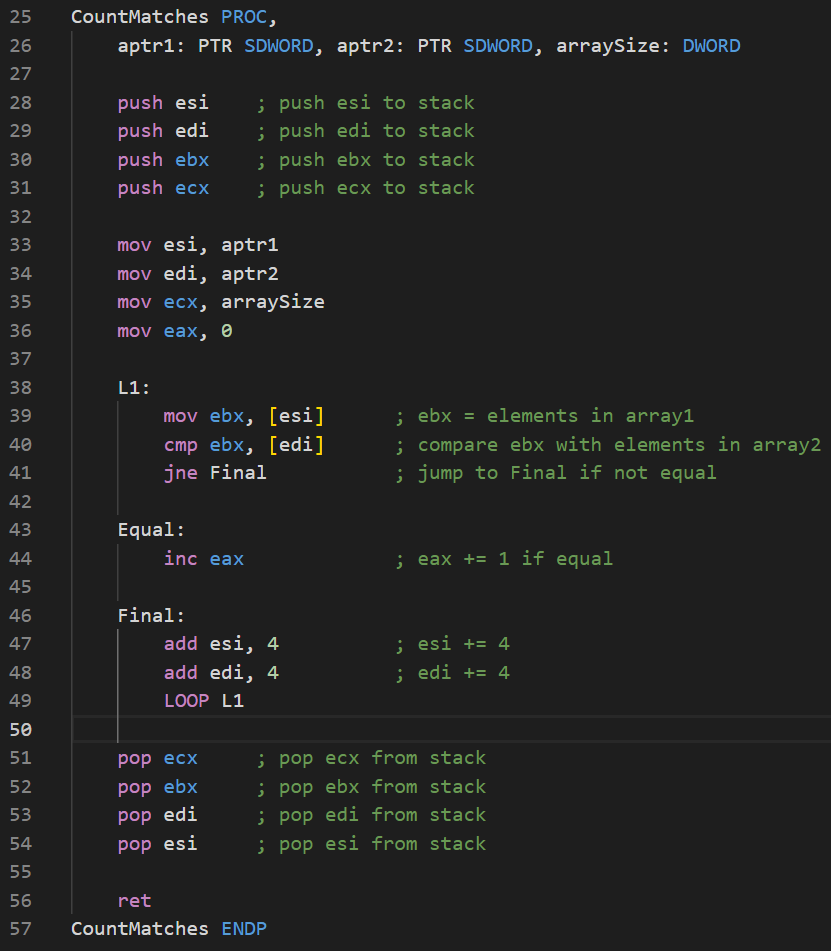 25 CountMatches PROC,
26 aptr1: PTR SDWORD, aptr2: PTR SDWORD, arraySize: DWORD
27
28 push esi ; push esi to stack
29 push edi ; push edi to stack
30 push ebx ; push ebx to stack
31 push ecx ; push ecx to stack
32
33 mov esi, aptr1
34 mov edi, aptr2
35 mov ecx, arraySize
36 mov eax, 0
37
38 L1:
39 mov ebx, [esi] ; ebx = elements in array1
40 cmp ebx, [edi] ; compare ebx with elements in array2
41 jne Final ; jump to Final if not equal
42
43 Equal:
44 inc eax ; eax += 1 if equal
45
46 Final:
47 add esi, 4 ; esi += 4
48 add edi, 4 ; edi += 4
49 LOOP L1
50
51 pop ecx ; pop ecx from stack
52 pop ebx ; pop ebx from stack
53 pop edi ; pop edi from stack
54 pop esi ; pop esi from stack
55
56 ret
57 CountMatches ENDP